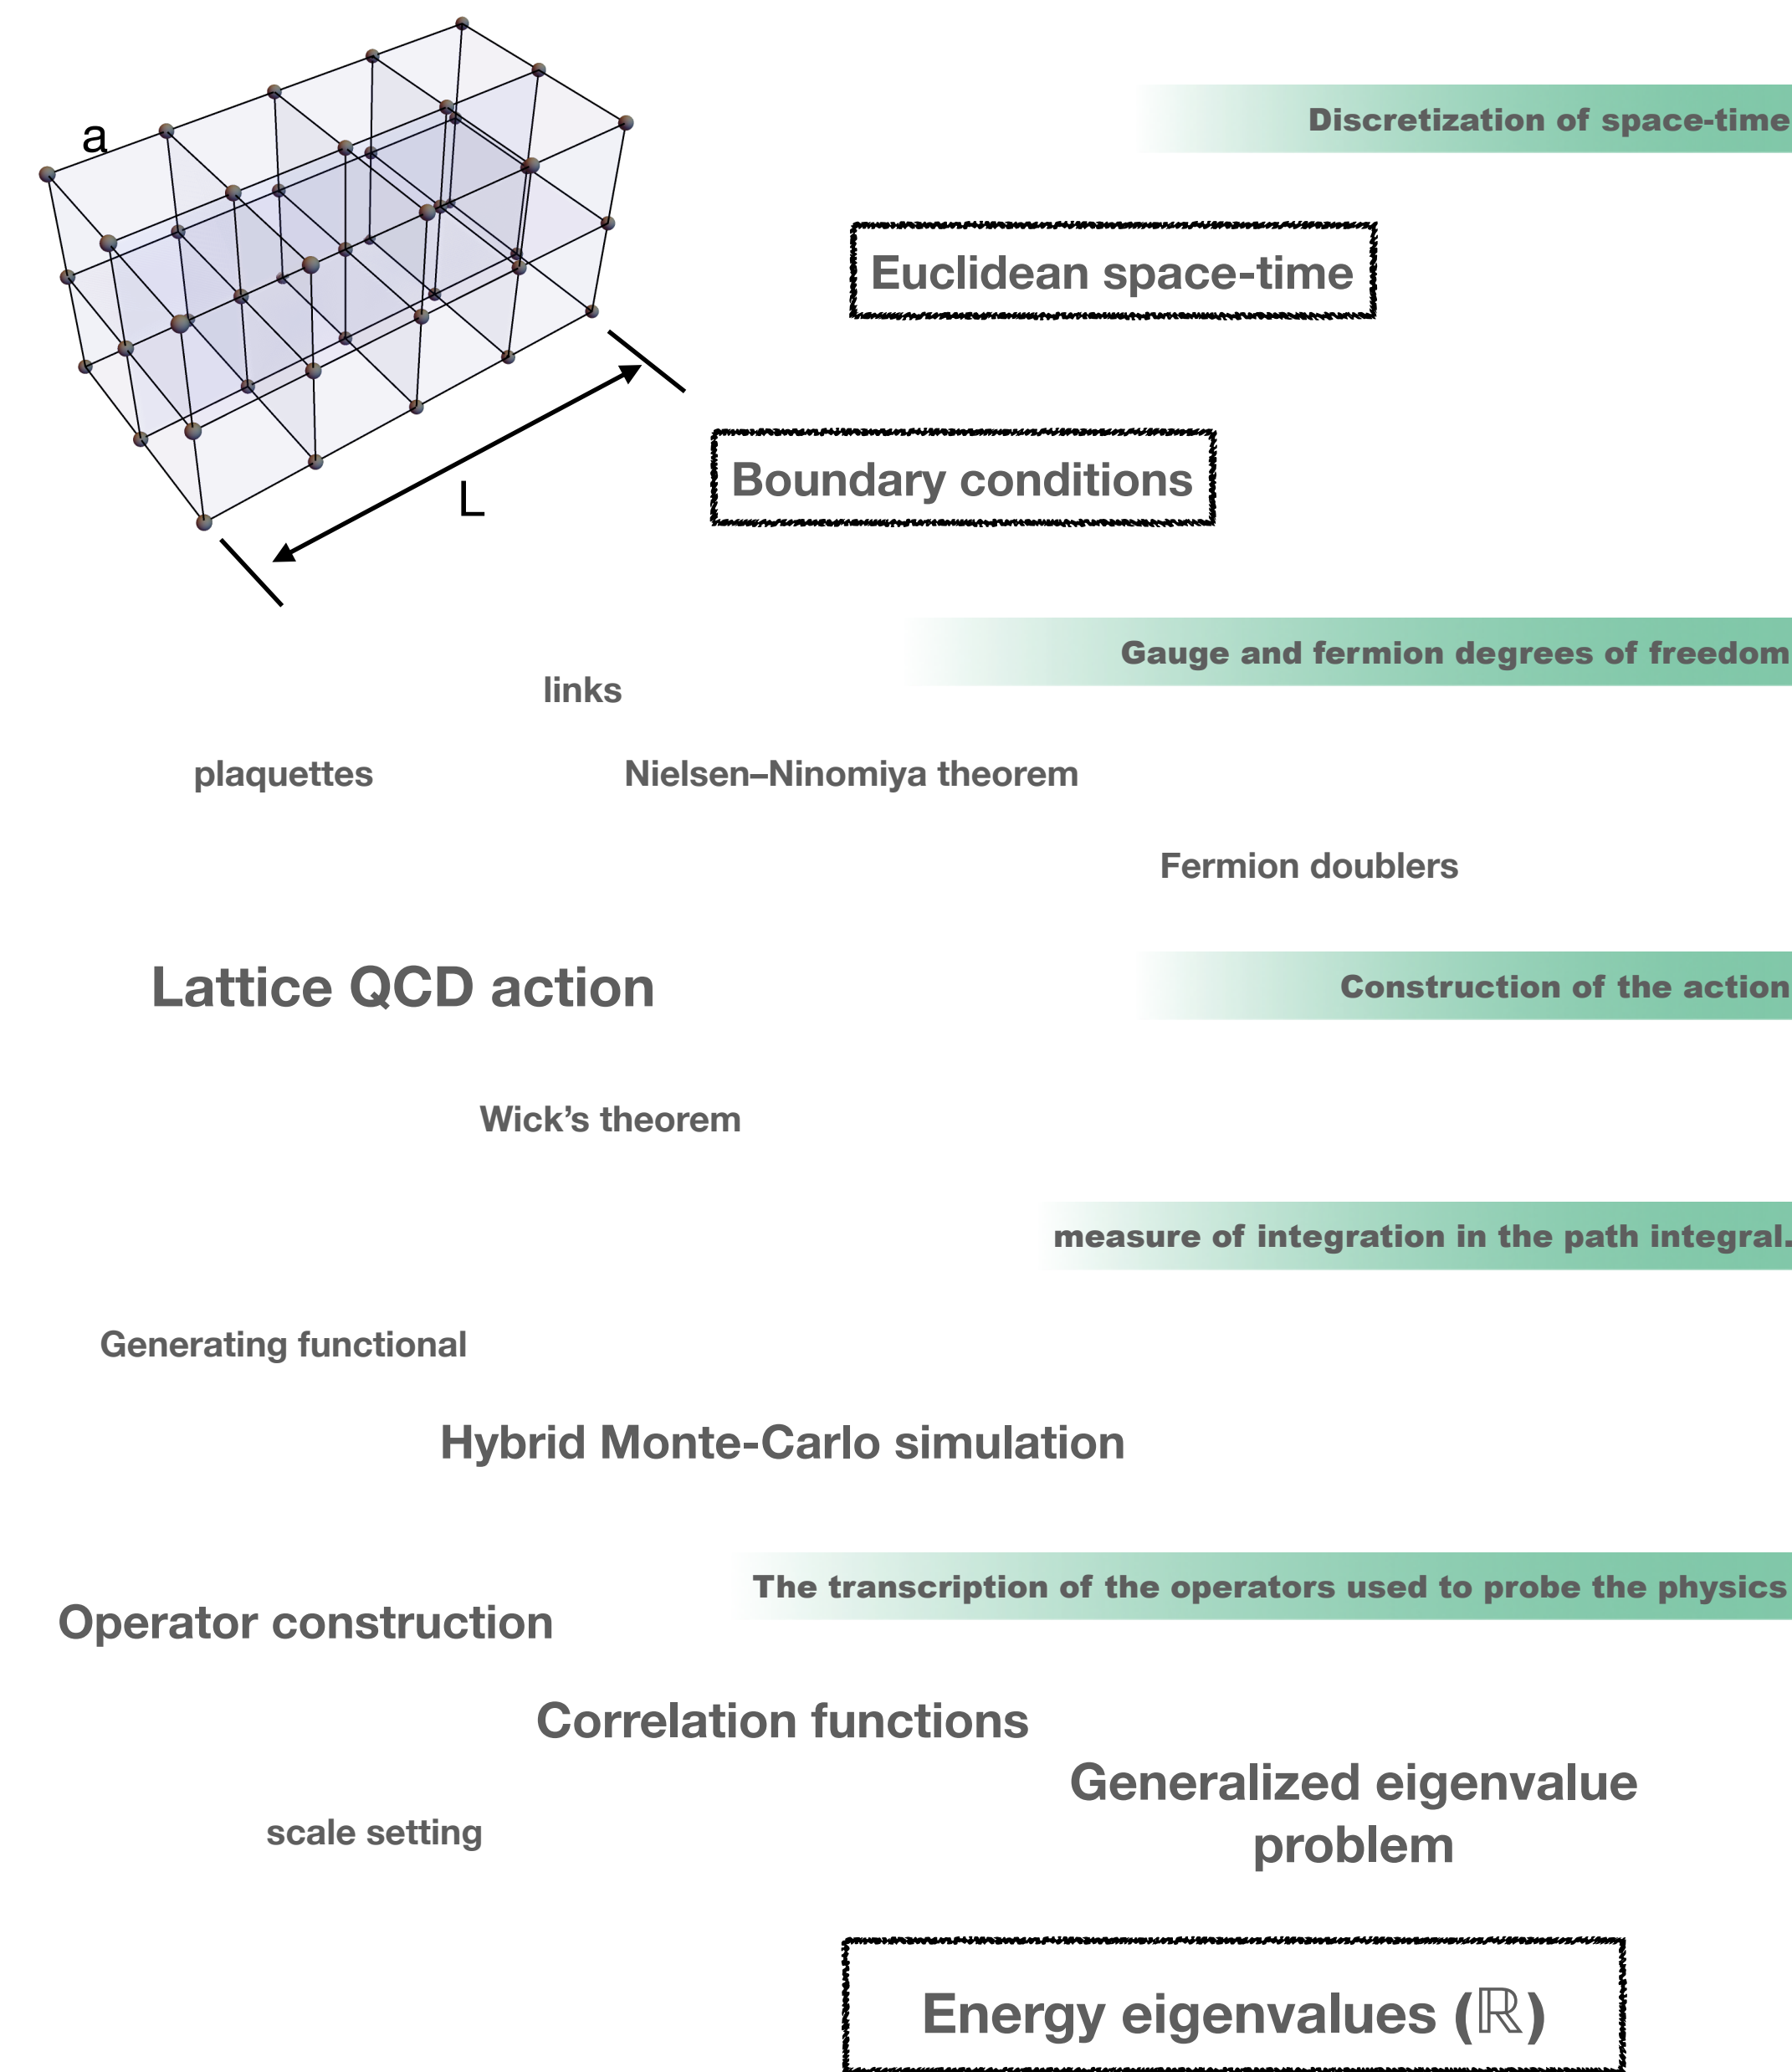 a
Discretization of space-time
Euclidean space-time
Boundary conditions
L
Gauge and fermion degrees of freedom
links
plaquettes
Nielsen–Ninomiya theorem
Fermion doublers
Lattice QCD action
Construction of the action
Wick’s theorem
measure of integration in the path integral.
Generating functional
Hybrid Monte-Carlo simulation
The transcription of the operators used to probe the physics
Operator construction
Correlation functions
Generalized eigenvalue
problem
scale setting
Energy eigenvalues (ℝ)